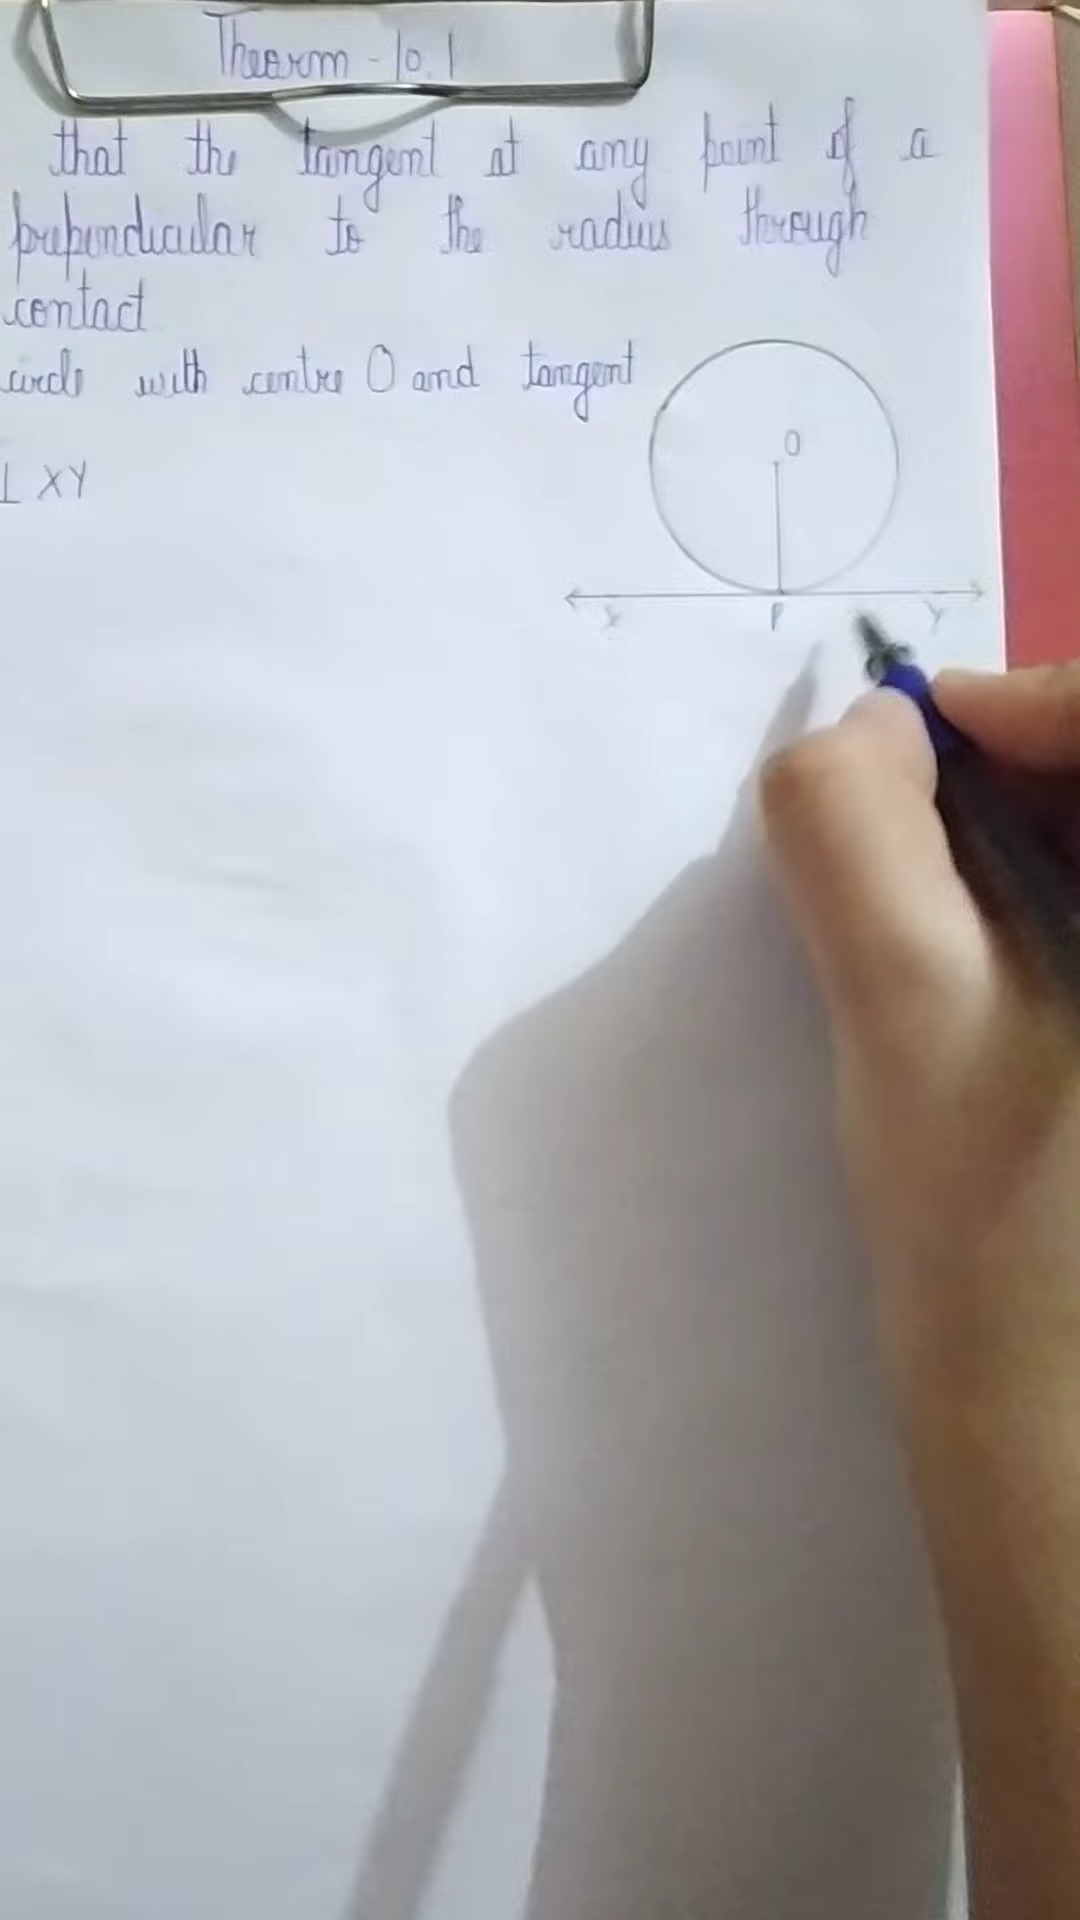 Theorm - 10.1
that the tangent at any point of a
prependicular to the radius through
contact
circle with centre O and tangent
⊥ XY
O
X P Y